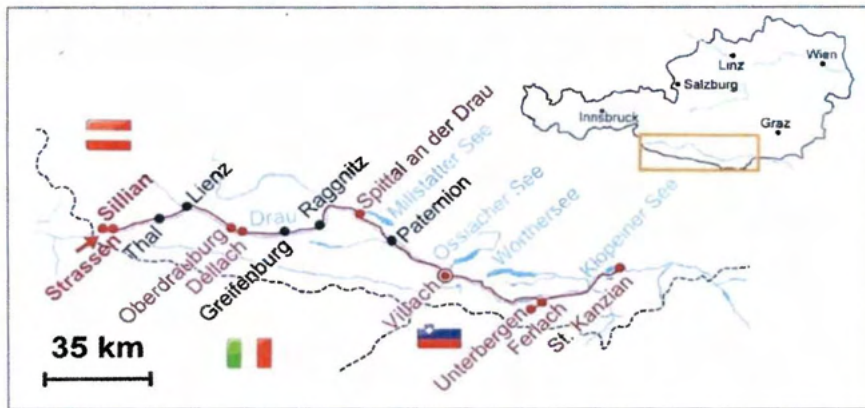 Linz
Wien
Salzburg
Innsbruck
Graz
Sillian
Strassen
Thal
Lienz
Oberdrauburg
Dellach
Drau
Greifenburg
Raggnitz
Spittal an der Drau
Millstätter See
Paternion
Ossiacher See
Villach
Wörthersee
Unterbergen
Ferlach
Klopeiner See
St. Kanzian
35 km